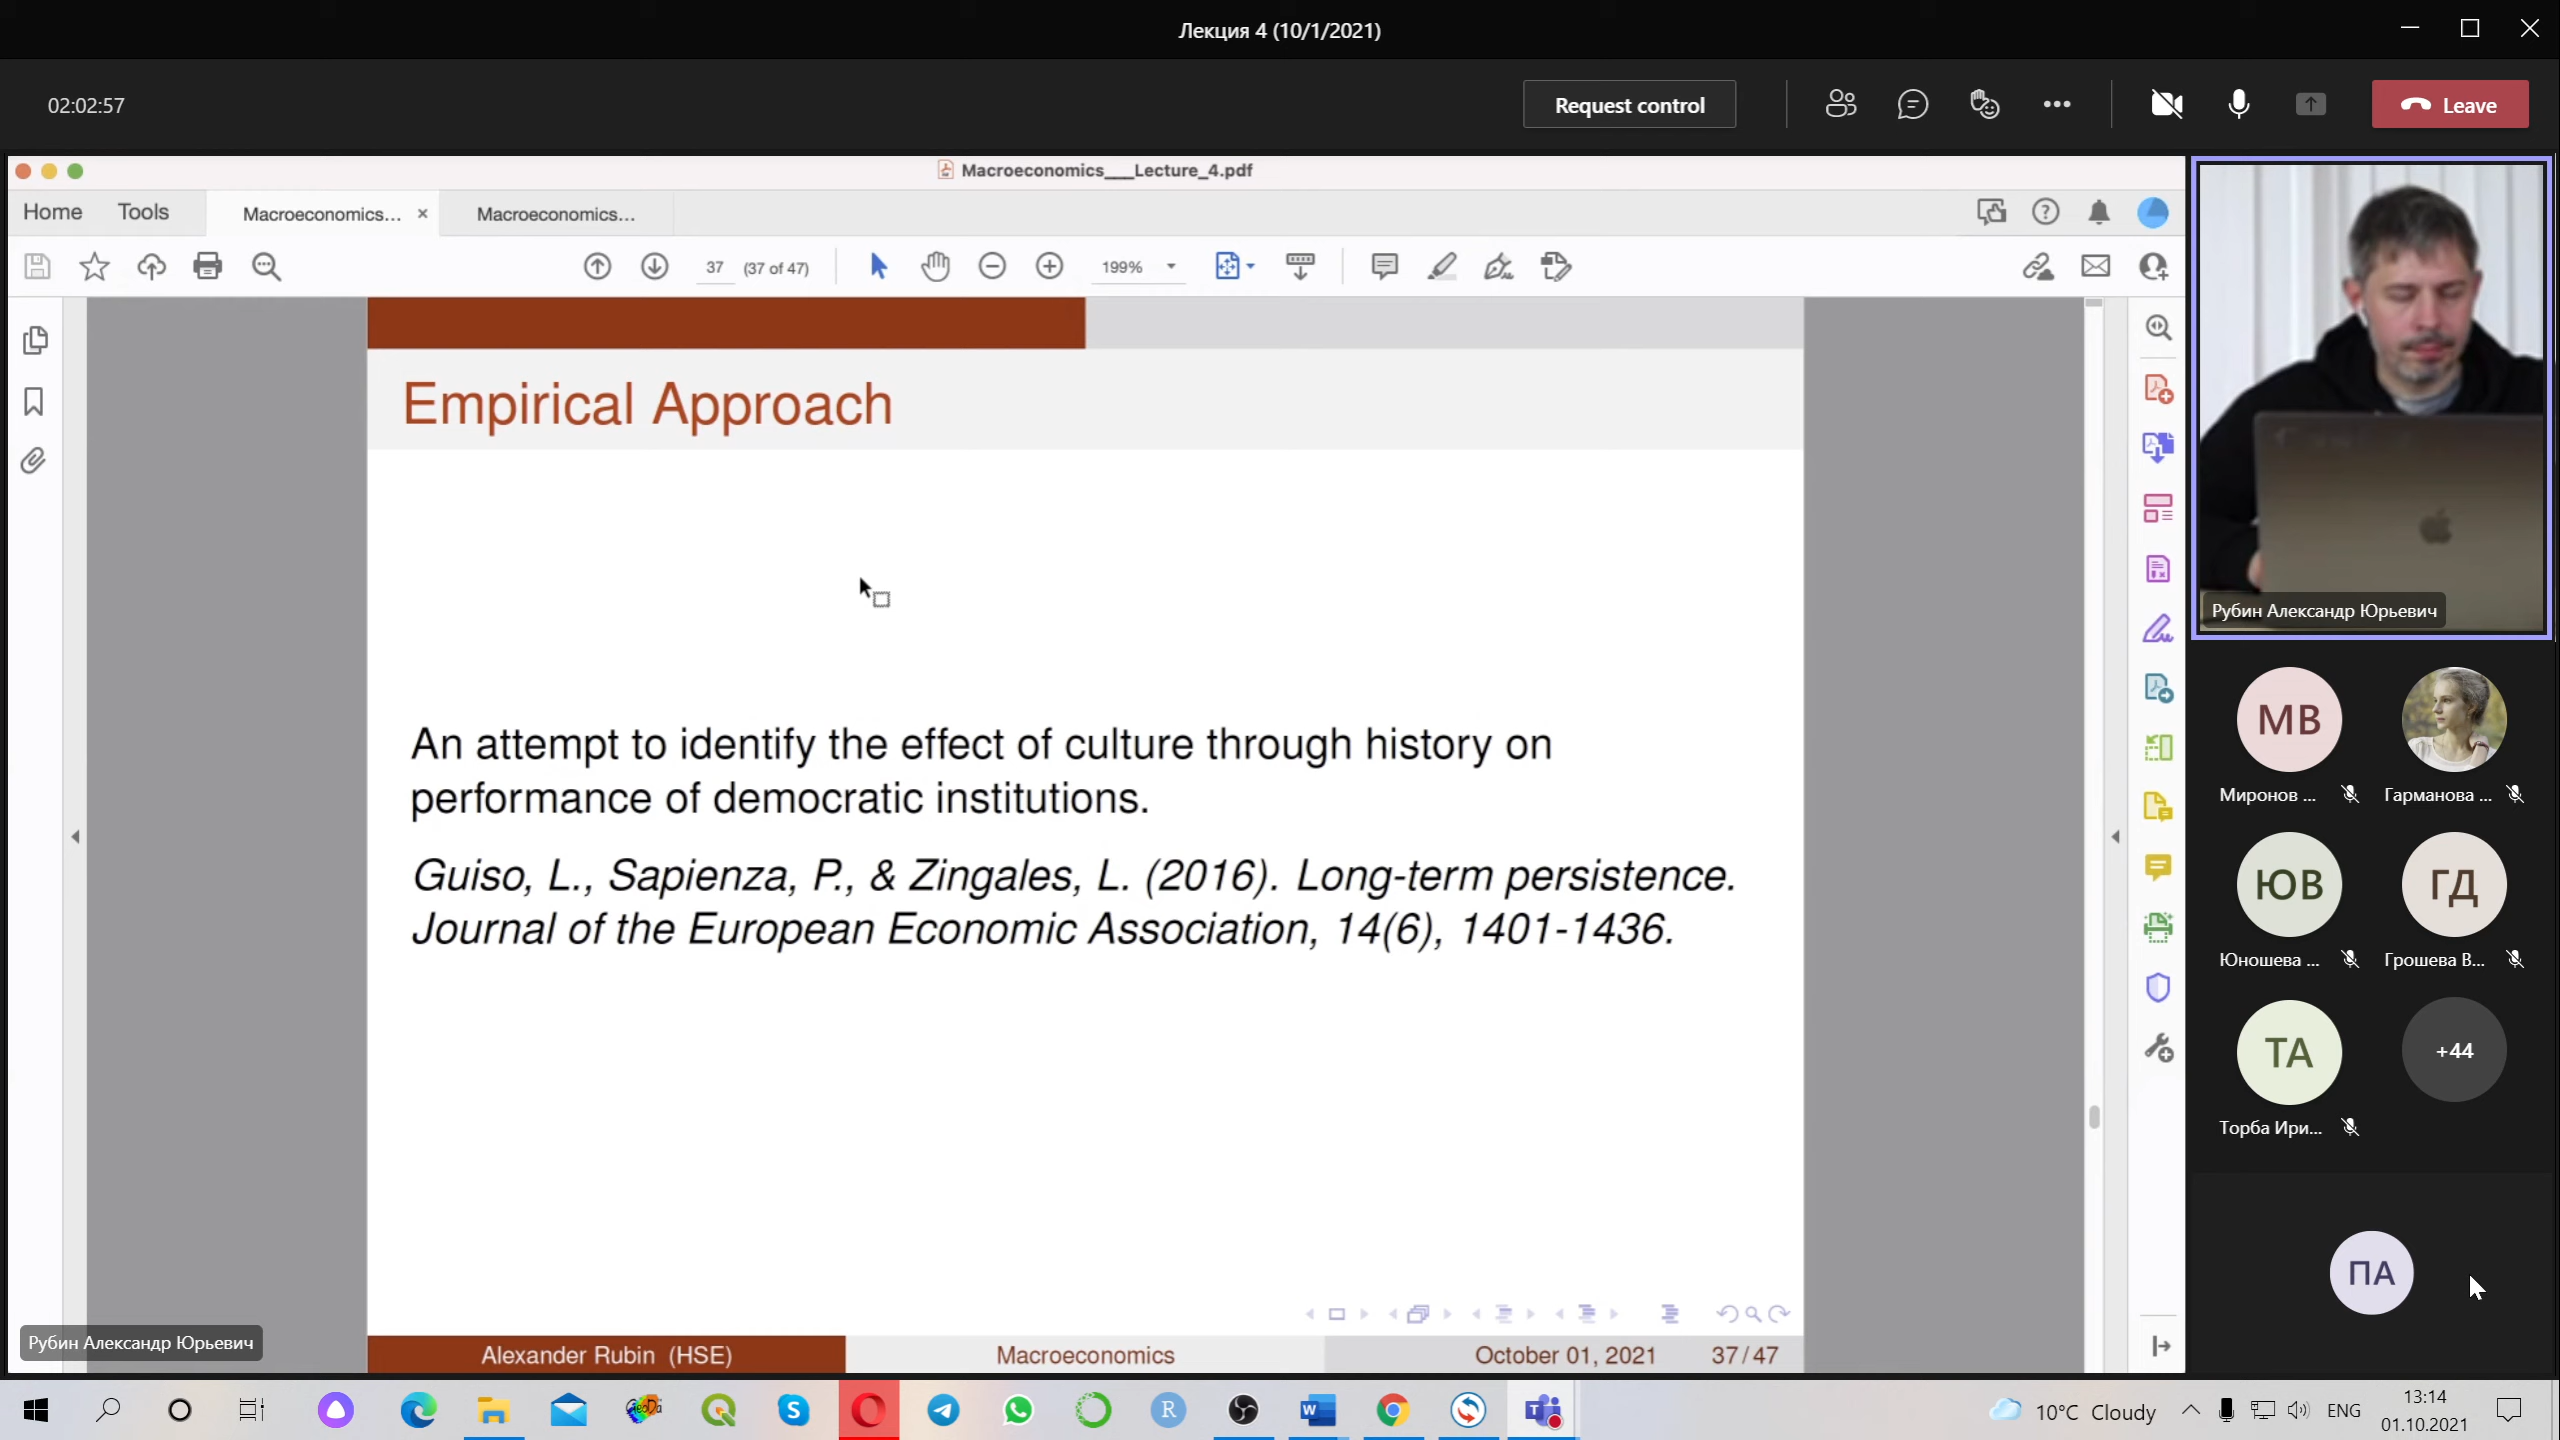 Лекция 4 (10/1/2021)
02:02:57
Request control
Leave
Macroeconomics___Lecture_4.pdf
Home
Tools
Macroeconomics...
Macroeconomics...
37
(37 of 47)
199%
Empirical Approach
An attempt to identify the effect of culture through history on
performance of democratic institutions.
Guiso, L., Sapienza, P., & Zingales, L. (2016). Long-term persistence.
Journal of the European Economic Association, 14(6), 1401-1436.
Рубин Александр Юрьевич
Alexander Rubin (HSE)
Macroeconomics
October 01, 2021
37/47
Рубин Александр Юрьевич
МВ
Миронов ...
Гарманова ...
ЮВ
ГД
Юношева ...
Грошева В...
ТА
+44
Торба Ири...
ПА
GeoDa
10°C Cloudy
ENG
13:14
01.10.2021